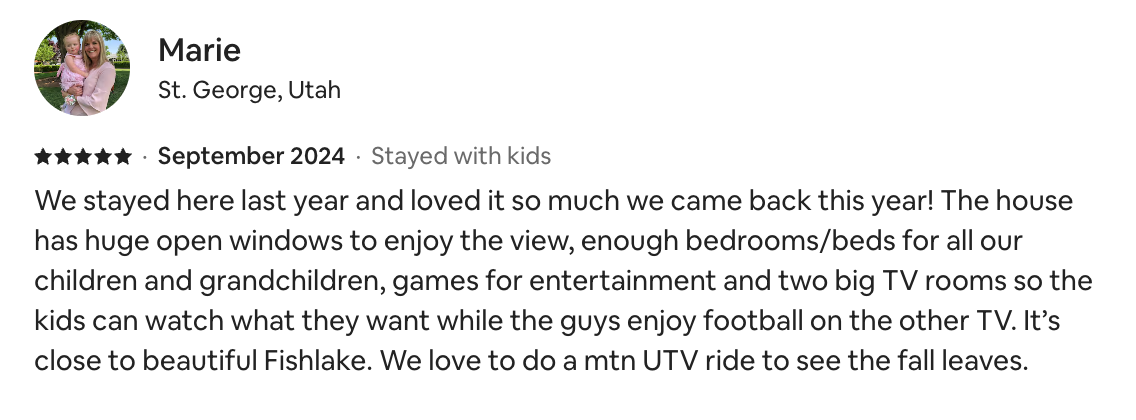 Marie
St. George, Utah
★★★★★ · September 2024 · Stayed with kids
We stayed here last year and loved it so much we came back this year! The house
has huge open windows to enjoy the view, enough bedrooms/beds for all our
children and grandchildren, games for entertainment and two big TV rooms so the
kids can watch what they want while the guys enjoy football on the other TV. It’s
close to beautiful Fishlake. We love to do a mtn UTV ride to see the fall leaves.